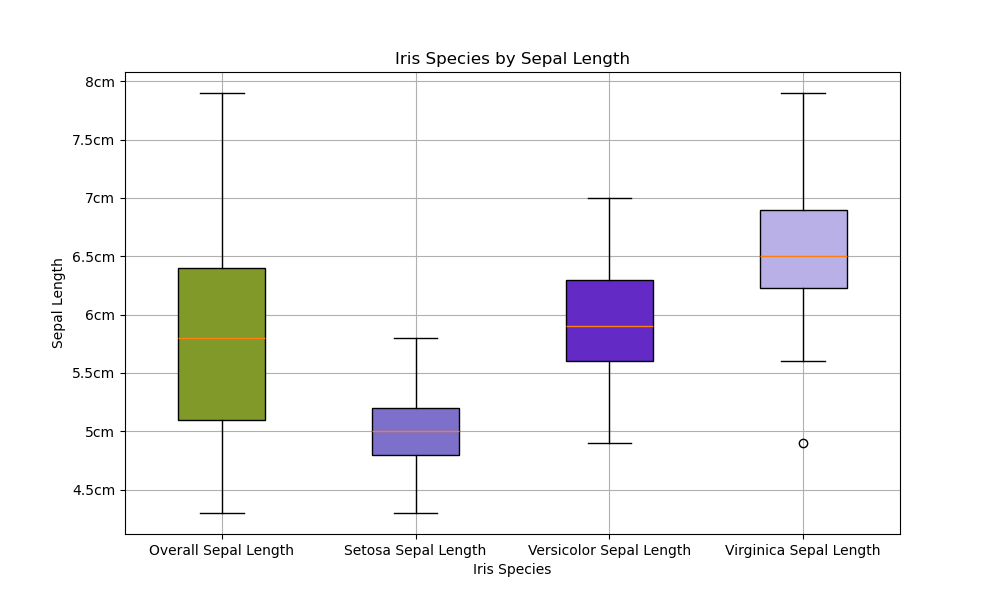 Iris Species by Sepal Length
8cm
7.5cm
7cm
6.5cm
6cm
5.5cm
5cm
4.5cm
Sepal Length
Overall Sepal Length
Setosa Sepal Length
Versicolor Sepal Length
Virginica Sepal Length
Iris Species